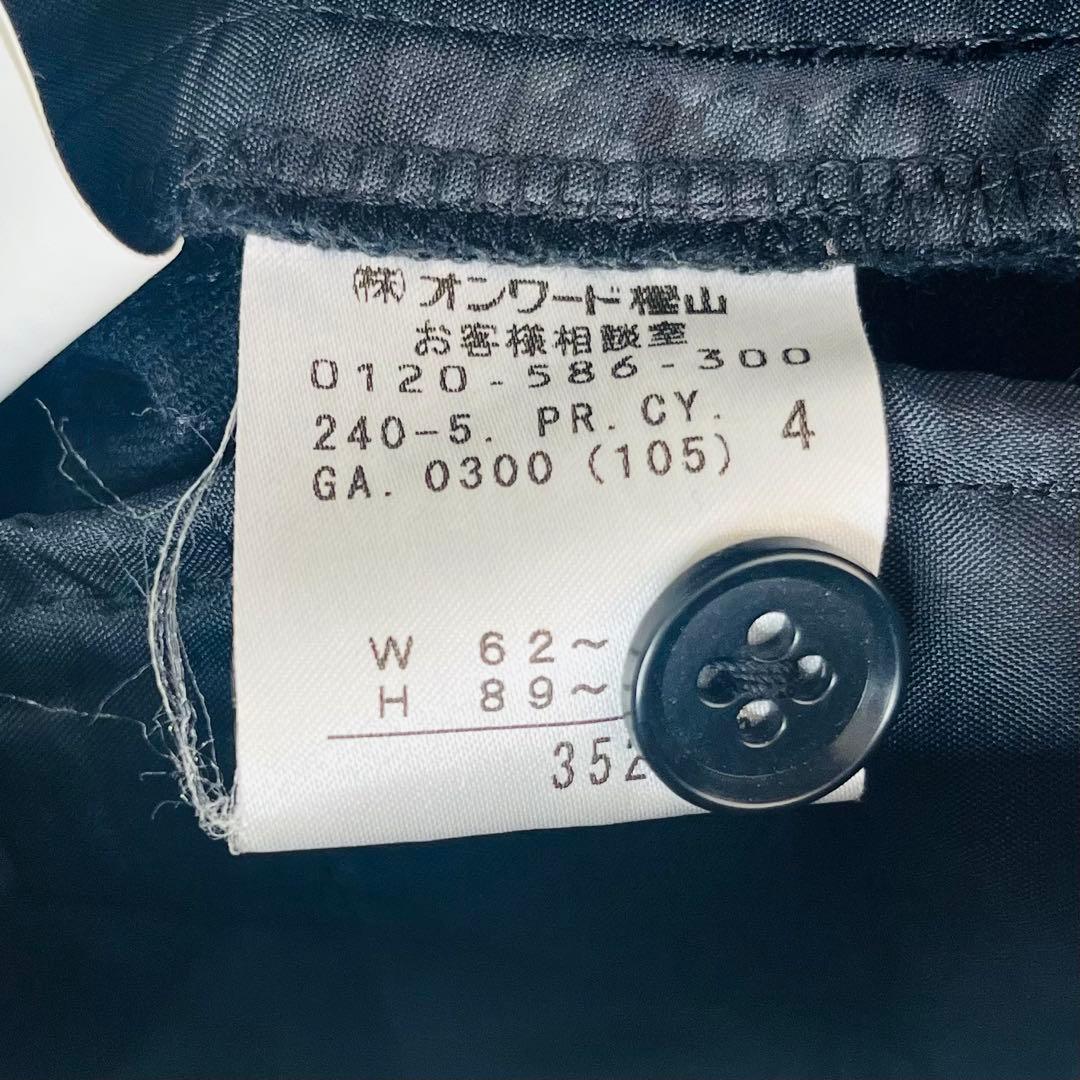 (株)オンワード樫山
お客様相談室
0120-586-300
240-5. PR. CY. 4
GA. 0300 (105)
W 62~
H 89~
352